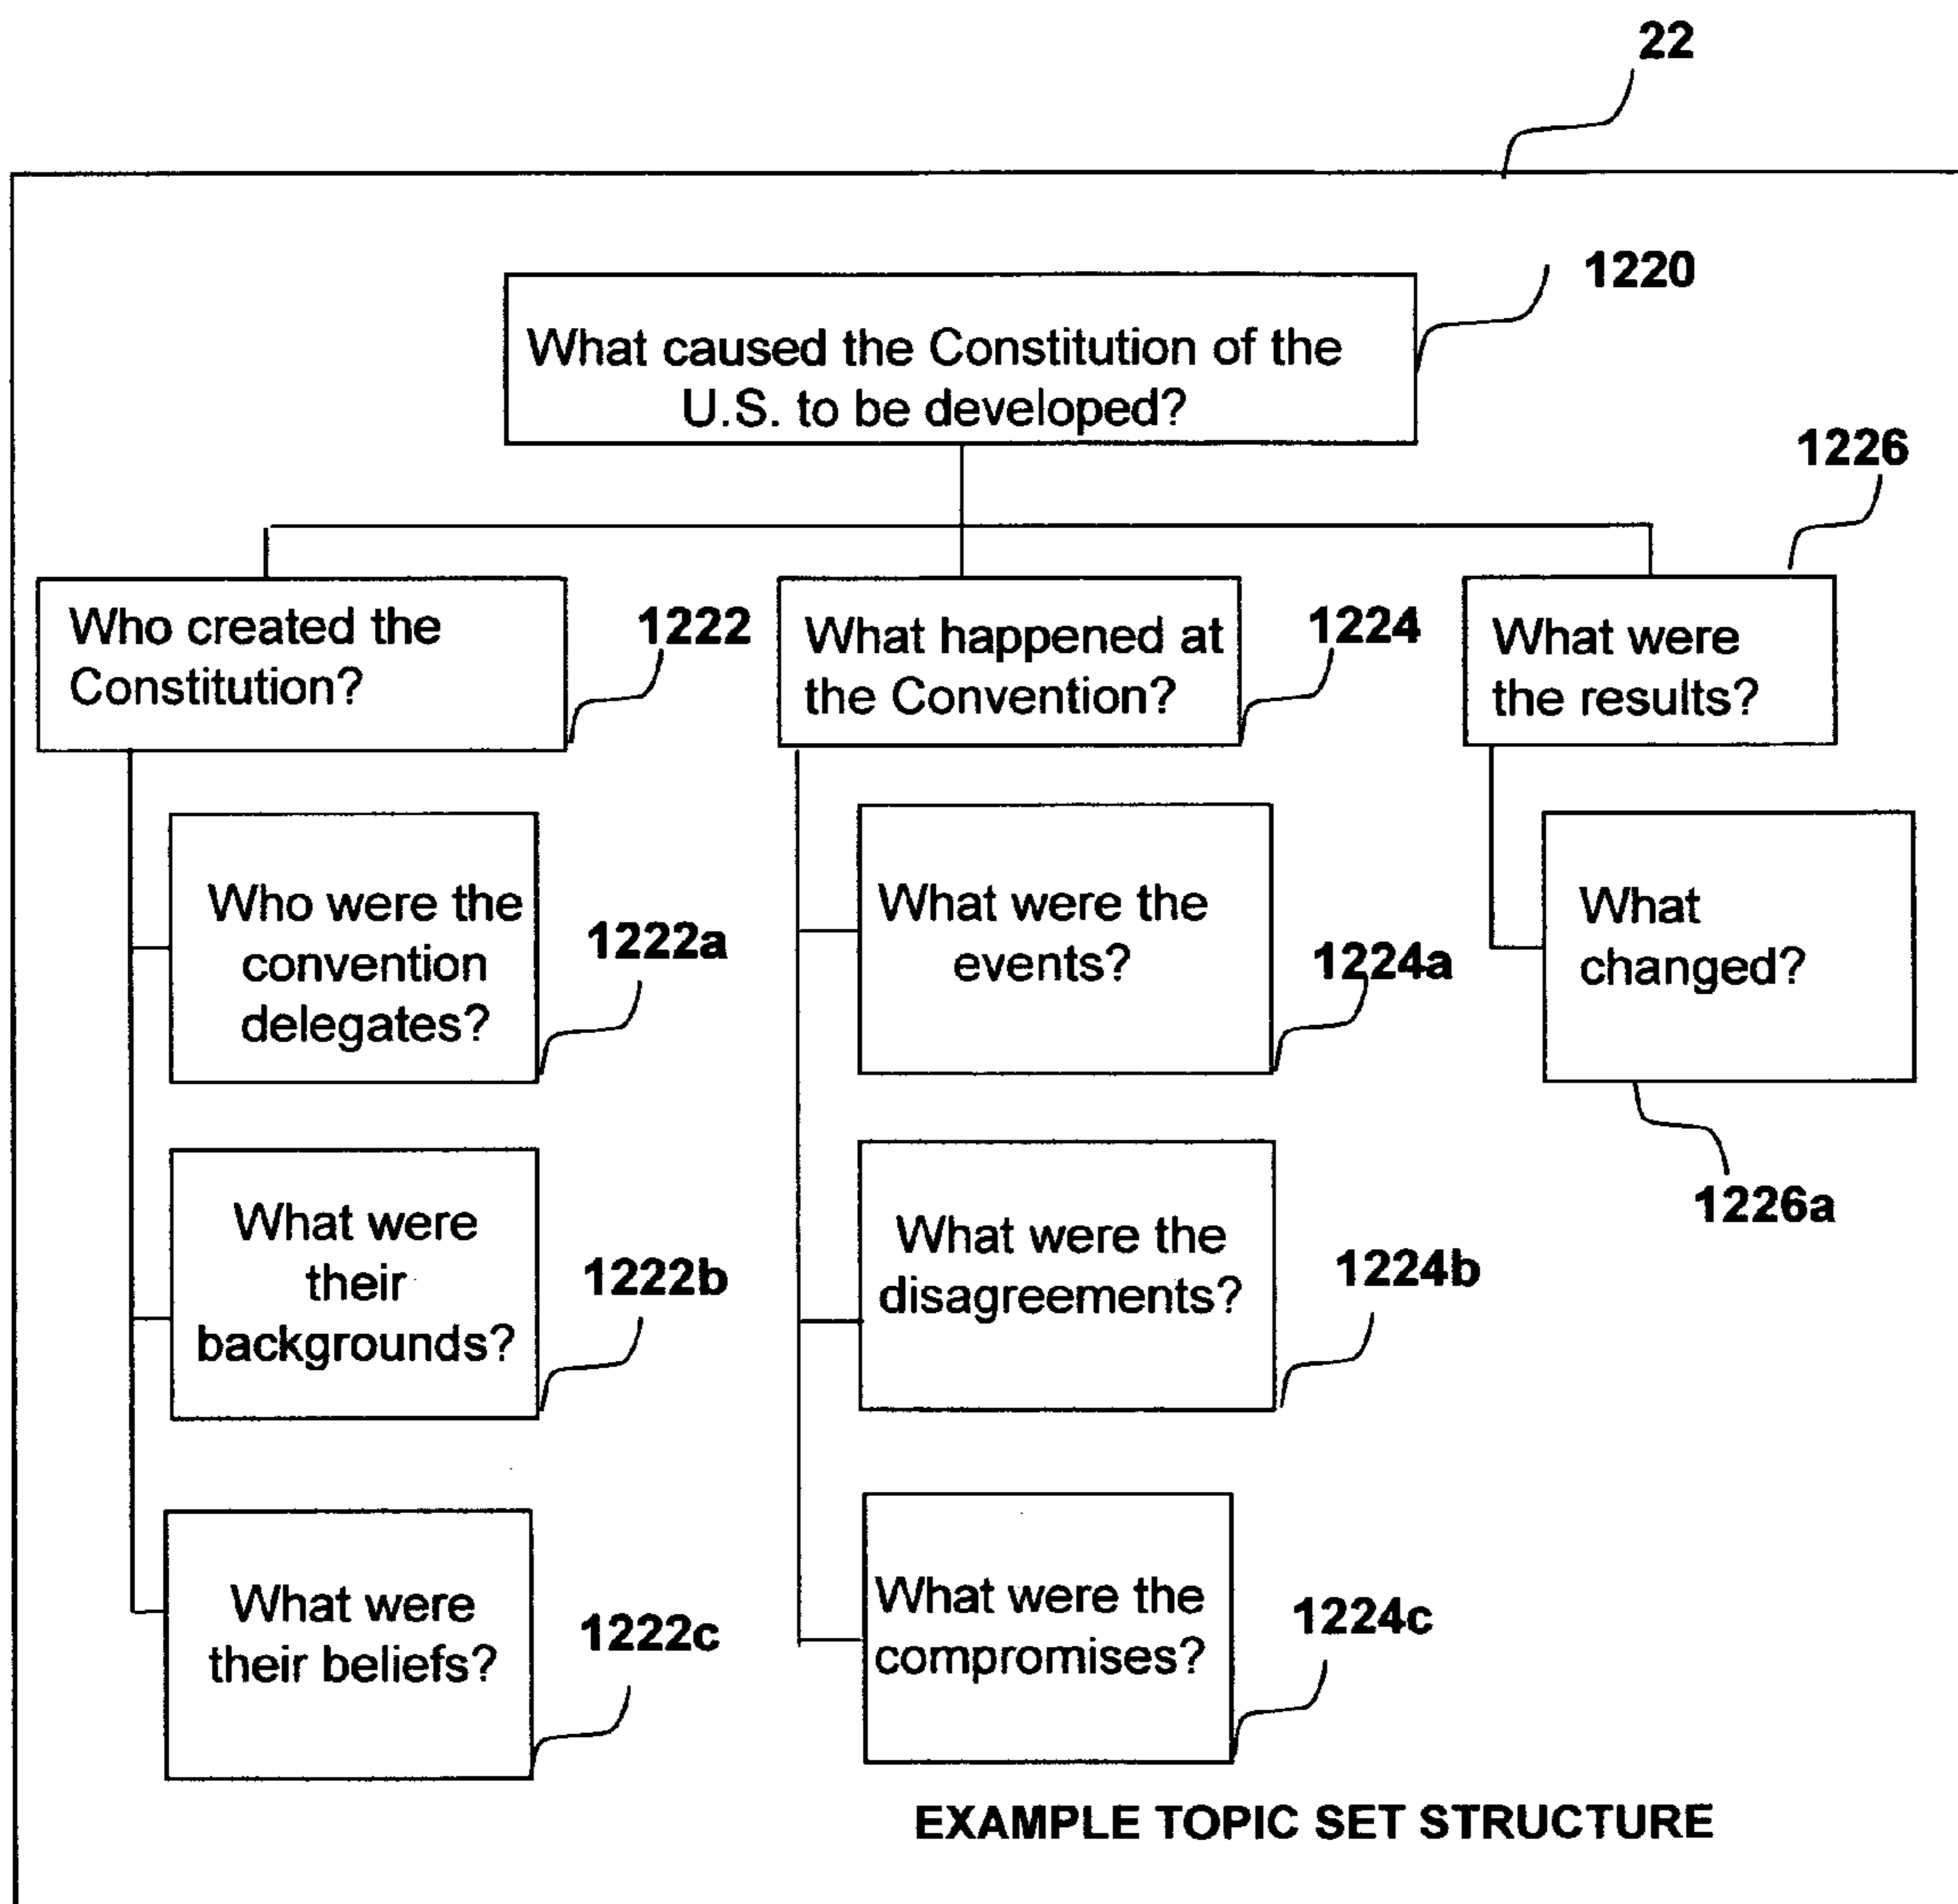 22
1220
What caused the Constitution of the
U.S. to be developed?
1226
Who created the
Constitution?
1222
What happened at
the Convention?
1224
What were
the results?
Who were the
convention
delegates?
1222a
What were the
events?
1224a
What
changed?
1226a
What were
their
backgrounds?
1222b
What were the
disagreements?
1224b
What were
their beliefs?
1222c
What were the
compromises?
1224c
EXAMPLE TOPIC SET STRUCTURE